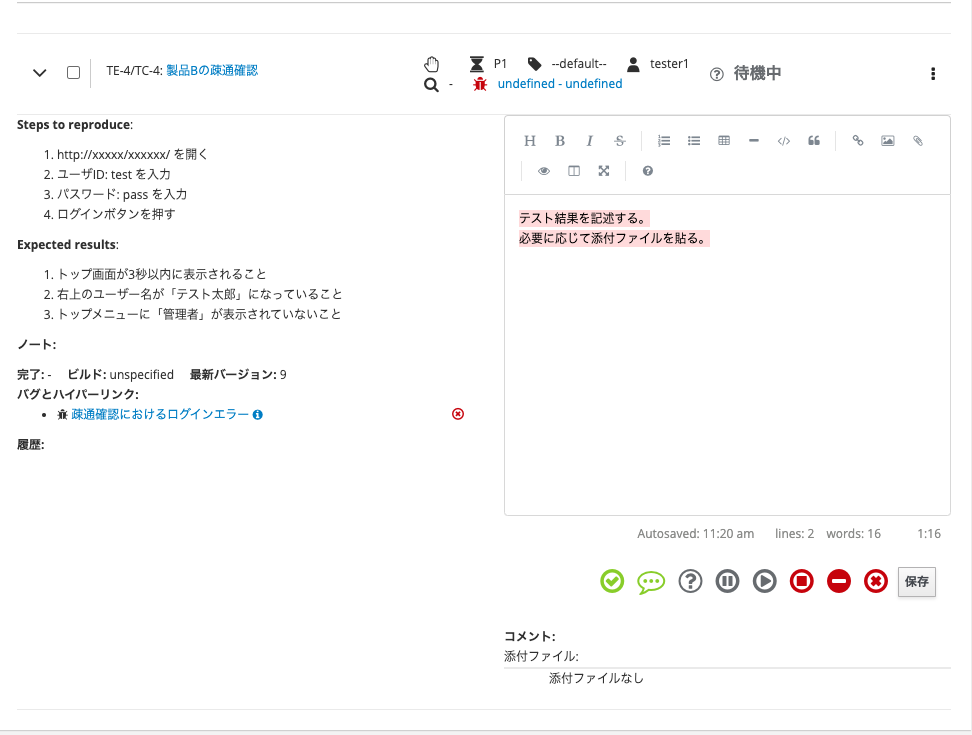 TE-4/TC-4: 製品Bの疎通確認
P1 --default-- tester1
- undefined - undefined
待機中
Steps to reproduce:
1. http://xxxxx/xxxxxx/ を開く
2. ユーザID: test を入力
3. パスワード: pass を入力
4. ログインボタンを押す
Expected results:
1. トップ画面が3秒以内に表示されること
2. 右上のユーザー名が「テスト太郎」になっていること
3. トップメニューに「管理者」が表示されていないこと
ノート:
完了: - ビルド: unspecified 最新バージョン: 9
バグとハイパーリンク:
疎通確認におけるログインエラー
履歴:
H B I S
テスト結果を記述する。
必要に応じて添付ファイルを貼る。
Autosaved: 11:20 am lines: 2 words: 16 1:16
保存
コメント:
添付ファイル:
添付ファイルなし